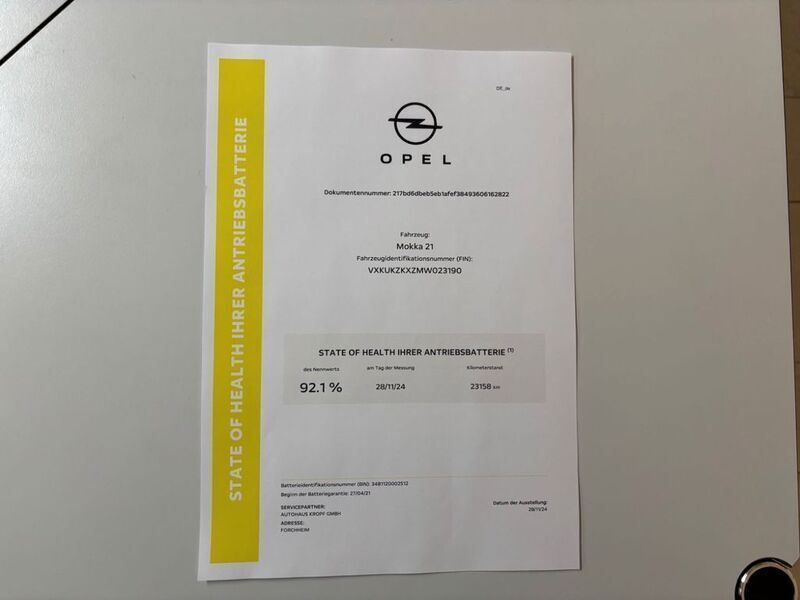 STATE OF HEALTH IHRER ANTRIEBSBATTERIE
DE_de
OPEL
Dokumentennummer: 217bd6dbeb5eb1afef38493606162822
Fahrzeug:
Mokka 21
Fahrzeugidentifikationsnummer (FIN):
VXKUKZKXZMW023190
STATE OF HEALTH IHRER ANTRIEBSBATTERIE (1)
des Nennwerts am Tag der Messung Kilometerstand
92.1 % 28/11/24 23158 km
Batterieidentifikationsnummer (BIN): 34811120002512
Beginn der Batteriegarantie: 27/04/21
SERVICEPARTNER:
AUTOHAUS KROPF GMBH
ADRESSE:
FORCHHEIM
Datum der Ausstellung:
29/11/24